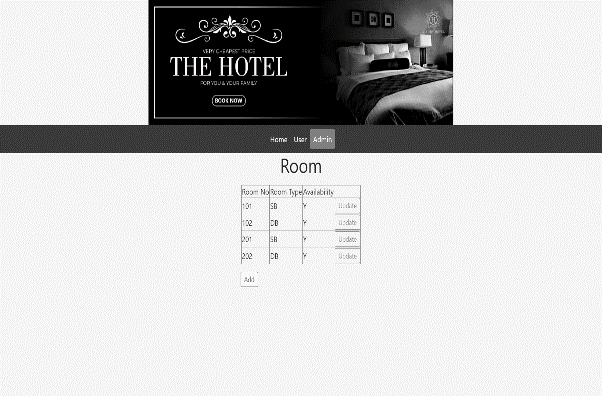 VERY CHEAPEST PRICE
THE HOTEL
FOR YOU & YOUR FAMILY
BOOK NOW
Home User Admin
Room
Room No Room Type Availability
101 SB Y Update
102 DB Y Update
201 SB Y Update
202 DB Y Update
Add